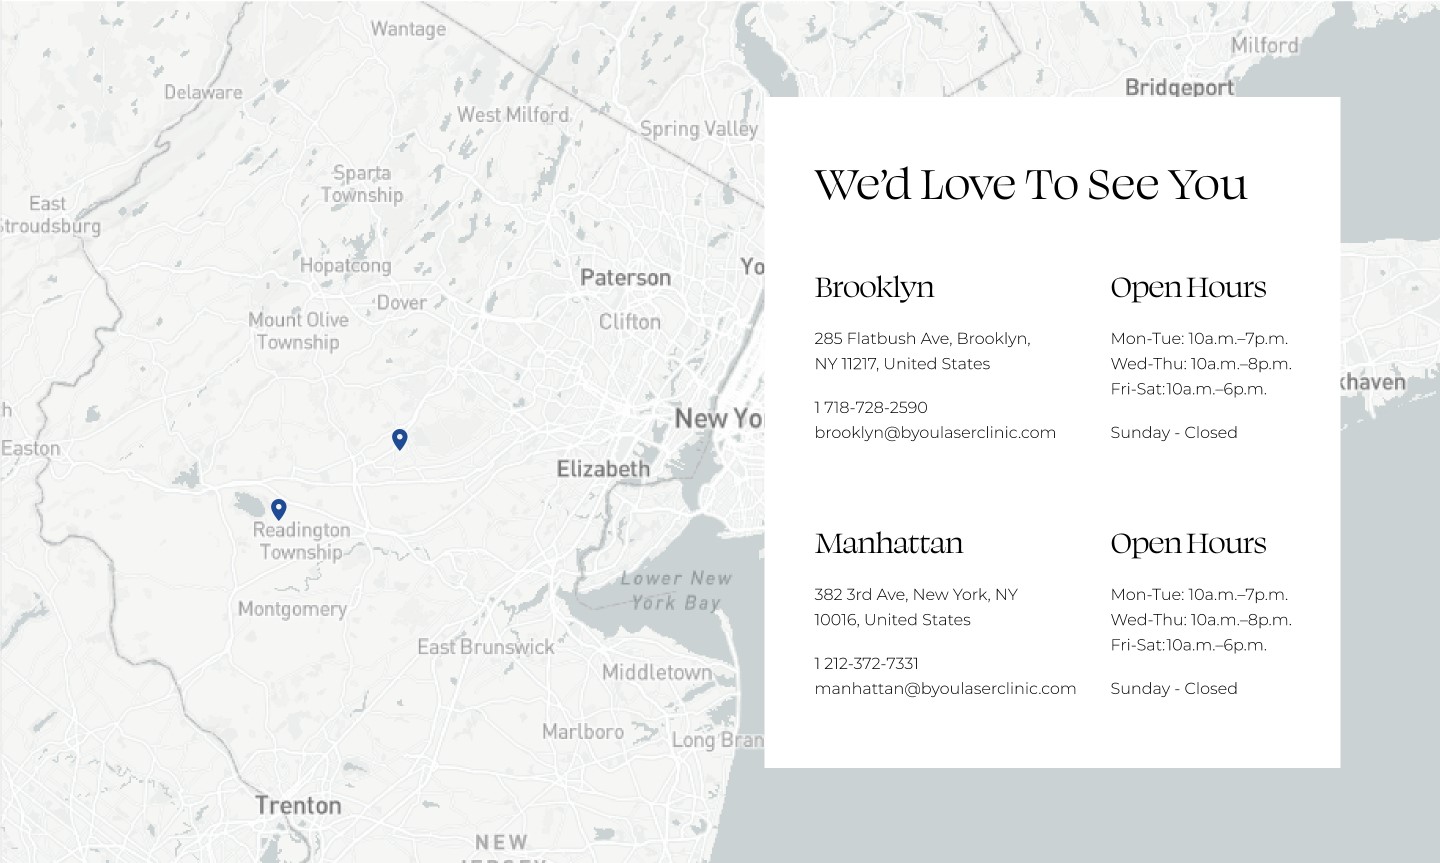 Wantage
Milford
Delaware
Bridgeport
West Milford
Spring Valley
Sparta
Township
East
Stroudsburg
Hopatcong
Paterson
Yo
Dover
Mount Olive
Township
Clifton
h
Easton
New Yo
Elizabeth
Readington
Township
Lower New
York Bay
Montgomery
East Brunswick
Middletown
Marlboro
Long Bran
Trenton
NEW
JERSEY
khaven
We'd Love To See You
Brooklyn
285 Flatbush Ave, Brooklyn,
NY 11217, United States
1 718-728-2590
brooklyn@byoulaserclinic.com
Open Hours
Mon-Tue: 10a.m.–7p.m.
Wed-Thu: 10a.m.–8p.m.
Fri-Sat:10a.m.–6p.m.
Sunday - Closed
Manhattan
382 3rd Ave, New York, NY
10016, United States
1 212-372-7331
manhattan@byoulaserclinic.com
Open Hours
Mon-Tue: 10a.m.–7p.m.
Wed-Thu: 10a.m.–8p.m.
Fri-Sat:10a.m.–6p.m.
Sunday - Closed